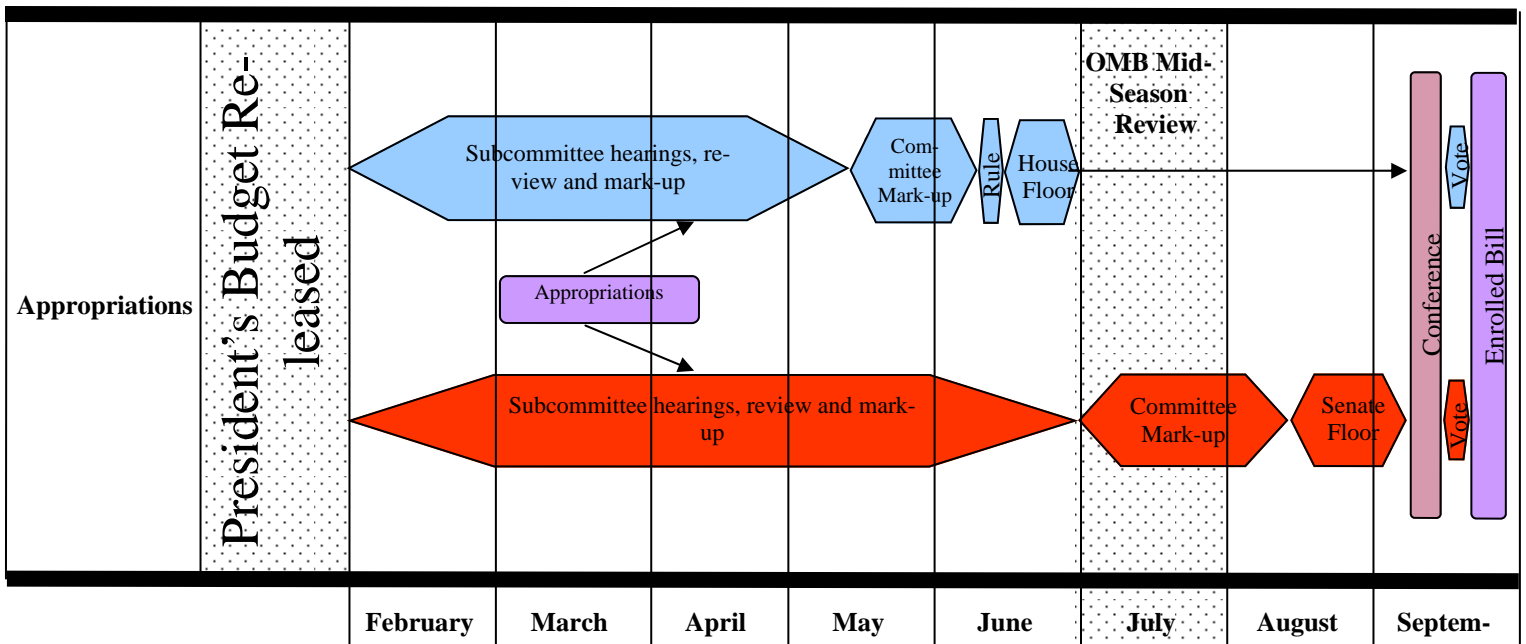 Appropriations
President's Budget Re-
leased
Subcommittee hearings, re-
view and mark-up
Com-
mittee
Mark-up
Rule
House
Floor
OMB Mid-
Season
Review
Appropriations
Subcommittee hearings, review and mark-
up
Committee
Mark-up
Senate
Floor
Conference
Vote
Vote
Enrolled Bill
February
March
April
May
June
July
August
Septem-